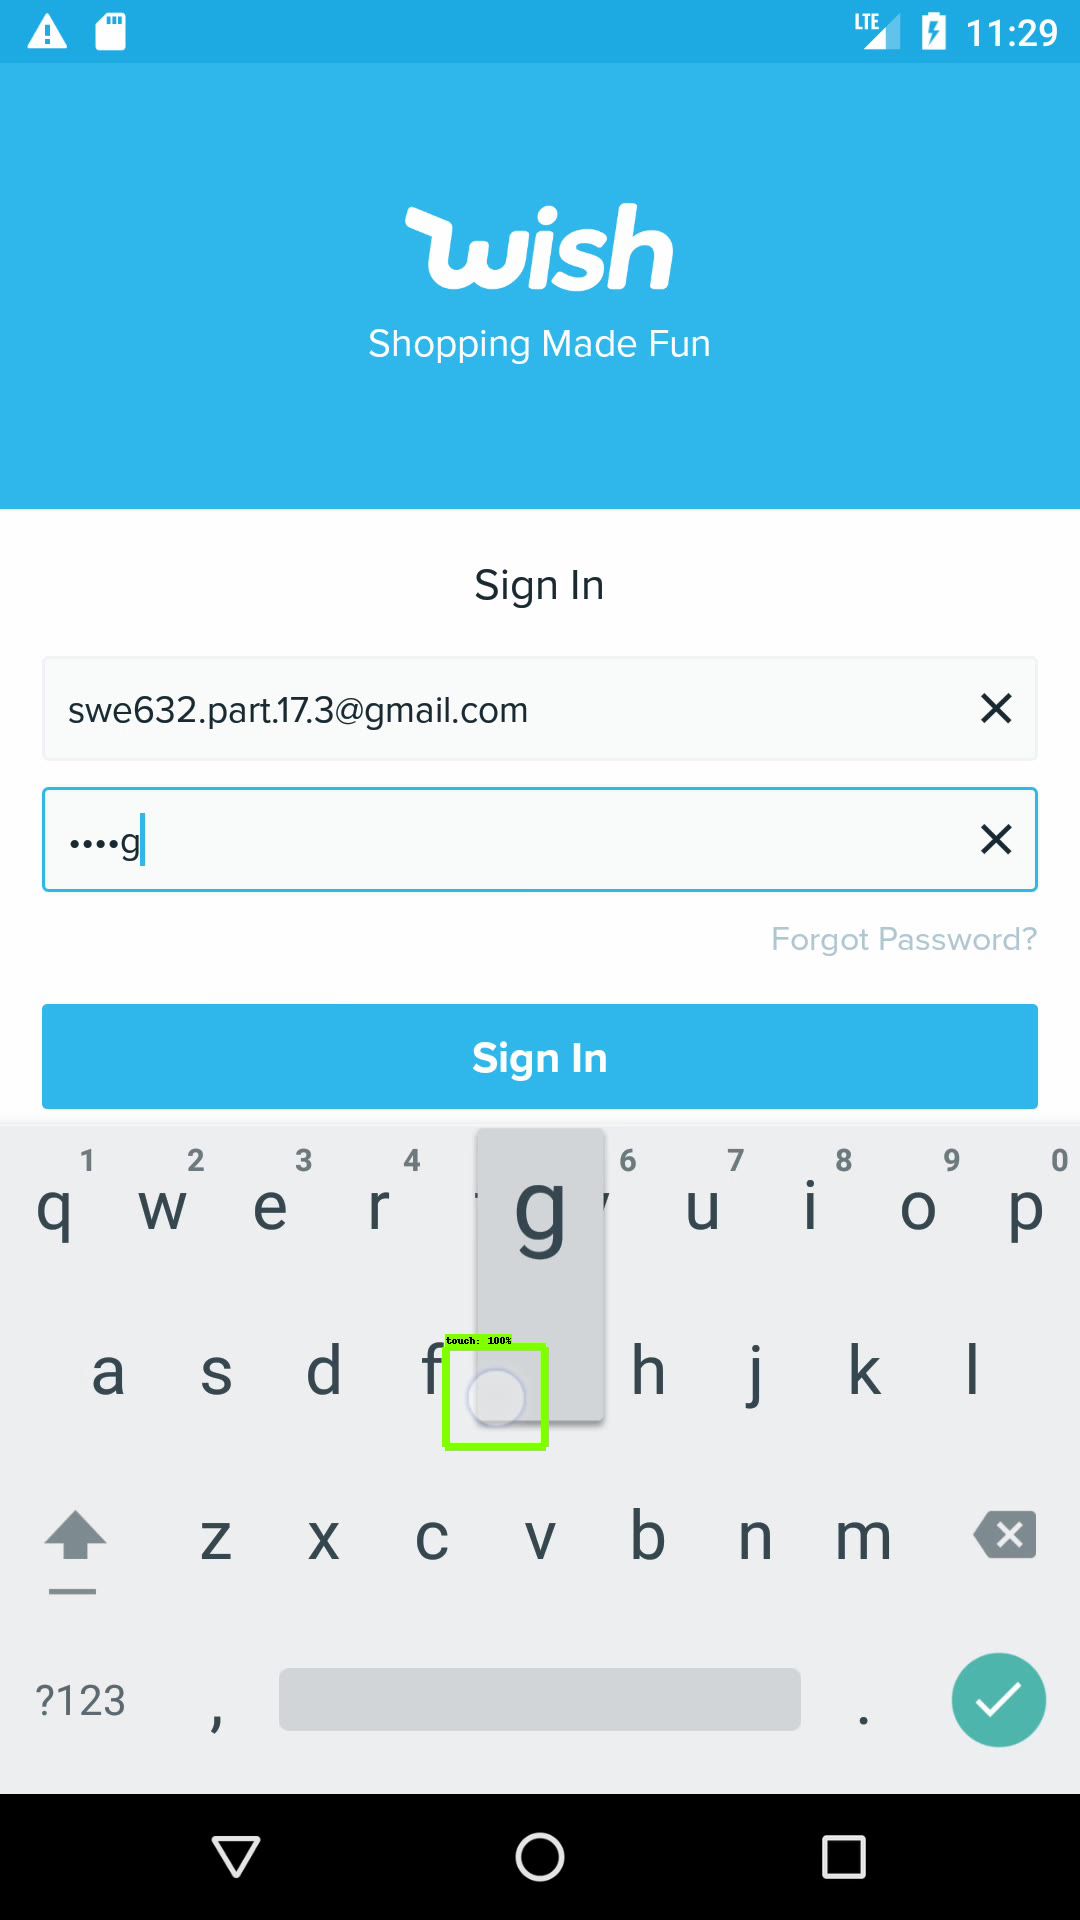 LTE 11:29
wish
Shopping Made Fun
Sign In
swe632.part.17.3@gmail.com
••••g
Forgot Password?
Sign In
1 2 3 4 6 7 8 9 0
q w e r g u i o p
touch: 100%
a s d f h j k l
z x c v b n m
?123 , .